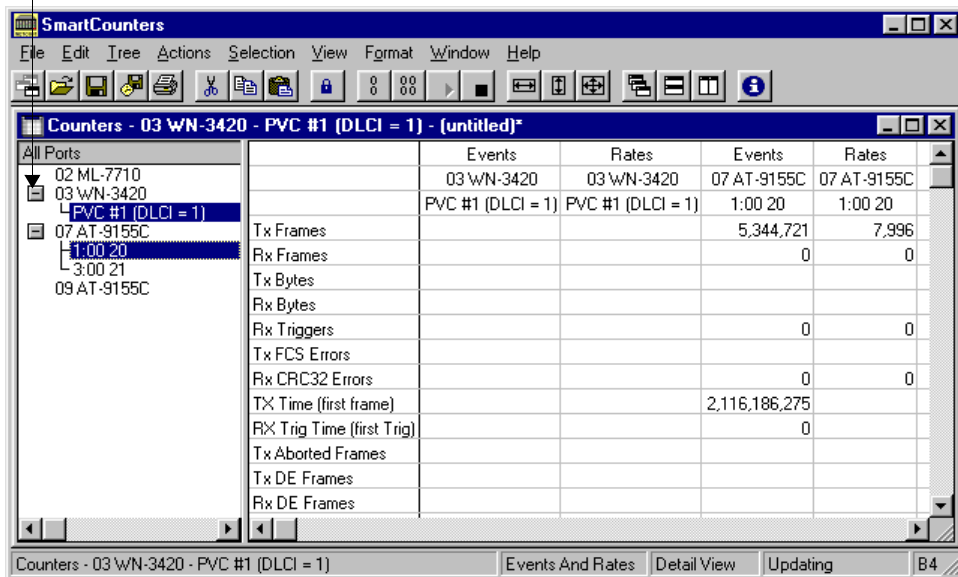 SmartCounters
File Edit Tree Actions Selection View Format Window Help
Counters - 03 WN-3420 - PVC #1 (DLCI = 1) - (untitled)*
All Ports
02 ML-7710
03 WN-3420
PVC #1 (DLCI = 1)
07 AT-9155C
1:00 20
3:00 21
09 AT-9155C
Events Rates Events Rates
03 WN-3420 03 WN-3420 07 AT-9155C 07 AT-9155C
PVC #1 (DLCI = 1) PVC #1 (DLCI = 1) 1:00 20 1:00 20
Tx Frames 5,344,721 7,996
Rx Frames 0 0
Tx Bytes
Rx Bytes
Rx Triggers 0 0
Tx FCS Errors
Rx CRC32 Errors 0 0
TX Time (first frame) 2,116,186,275
RX Trig Time (first Trig) 0
Tx Aborted Frames
Tx DE Frames
Rx DE Frames
Counters - 03 WN-3420 - PVC #1 (DLCI = 1) Events And Rates Detail View Updating B4